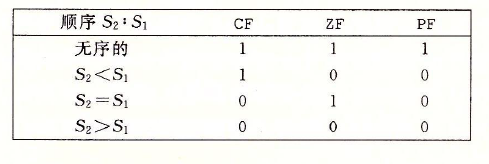 顺序 S₂:S₁ CF ZF PF
无序的 1 1 1
S₂<S₁ 1 0 0
S₂=S₁ 0 1 0
S₂>S₁ 0 0 0